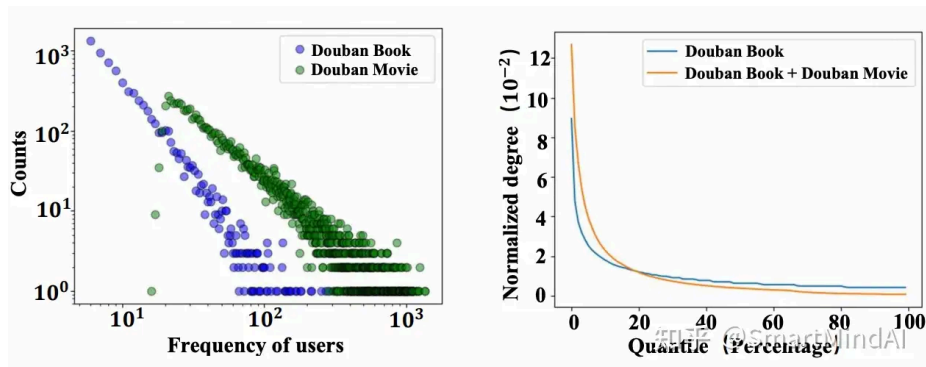 Counts
10³
10²
10¹
10⁰
Douban Book
Douban Movie
10¹ 10² 10³
Frequency of users
Normalized degree (10⁻²)
12
10
8
6
4
2
0
Douban Book
Douban Book + Douban Movie
0 20 40 60 80 100
Quantile (Percentage)
知乎 @SmartMindAI